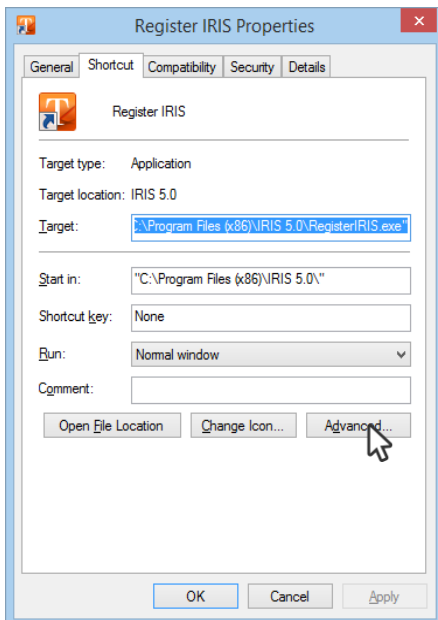 Register IRIS Properties
General Shortcut Compatibility Security Details
Register IRIS
Target type: Application
Target location: IRIS 5.0
Target: C:\Program Files (x86)\IRIS 5.0\RegisterIRIS.exe"
Start in: "C:\Program Files (x86)\IRIS 5.0\"
Shortcut key: None
Run: Normal window
Comment:
Open File Location Change Icon... Advanced...
OK Cancel Apply